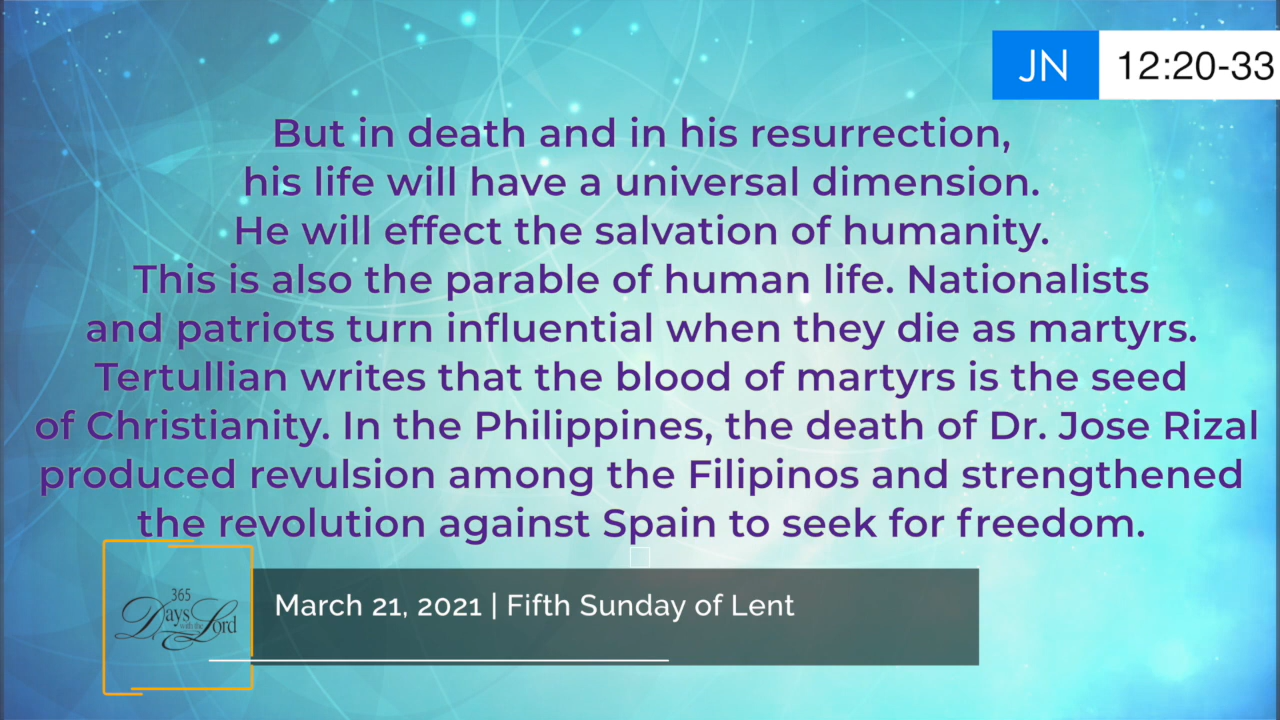 JN 12:20-33
But in death and in his resurrection,
his life will have a universal dimension.
He will effect the salvation of humanity.
This is also the parable of human life. Nationalists
and patriots turn influential when they die as martyrs.
Tertullian writes that the blood of martyrs is the seed
of Christianity. In the Philippines, the death of Dr. Jose Rizal
produced revulsion among the Filipinos and strengthened
the revolution against Spain to seek for freedom.
365
Days with the Lord
March 21, 2021 | Fifth Sunday of Lent